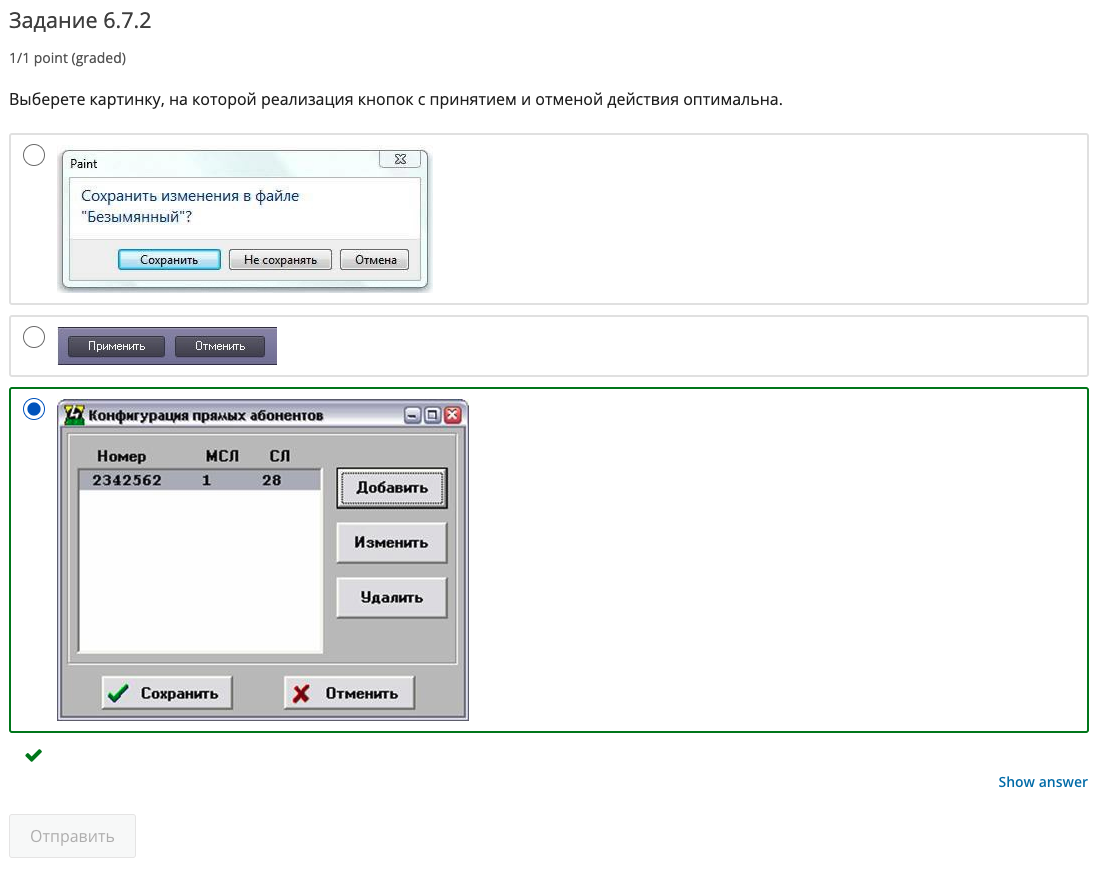 Задание 6.7.2
1/1 point (graded)
Выберете картинку, на которой реализация кнопок с принятием и отменой действия оптимальна.
Paint
Сохранить изменения в файле
"Безымянный"?
Сохранить Не сохранять Отмена
Применить Отменить
Конфигурация прямых абонентов
Номер МСЛ СЛ
2342562 1 28
Добавить
Изменить
Удалить
Сохранить Отменить
Show answer
Отправить